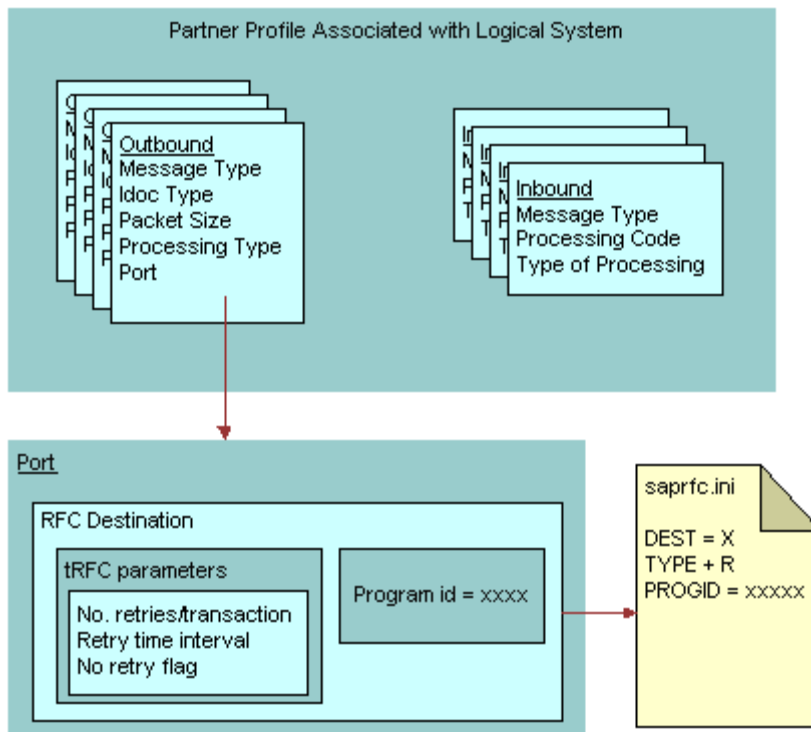 Partner Profile Associated with Logical System
Outbound
Message Type
Idoc Type
Packet Size
Processing Type
Port
Inbound
Message Type
Processing Code
Type of Processing
Port
RFC Destination
tRFC parameters
No. retries/transaction
Retry time interval
No retry flag
Program id = xxxx
saprfc.ini
DEST = X
TYPE + R
PROGID = xxxxx